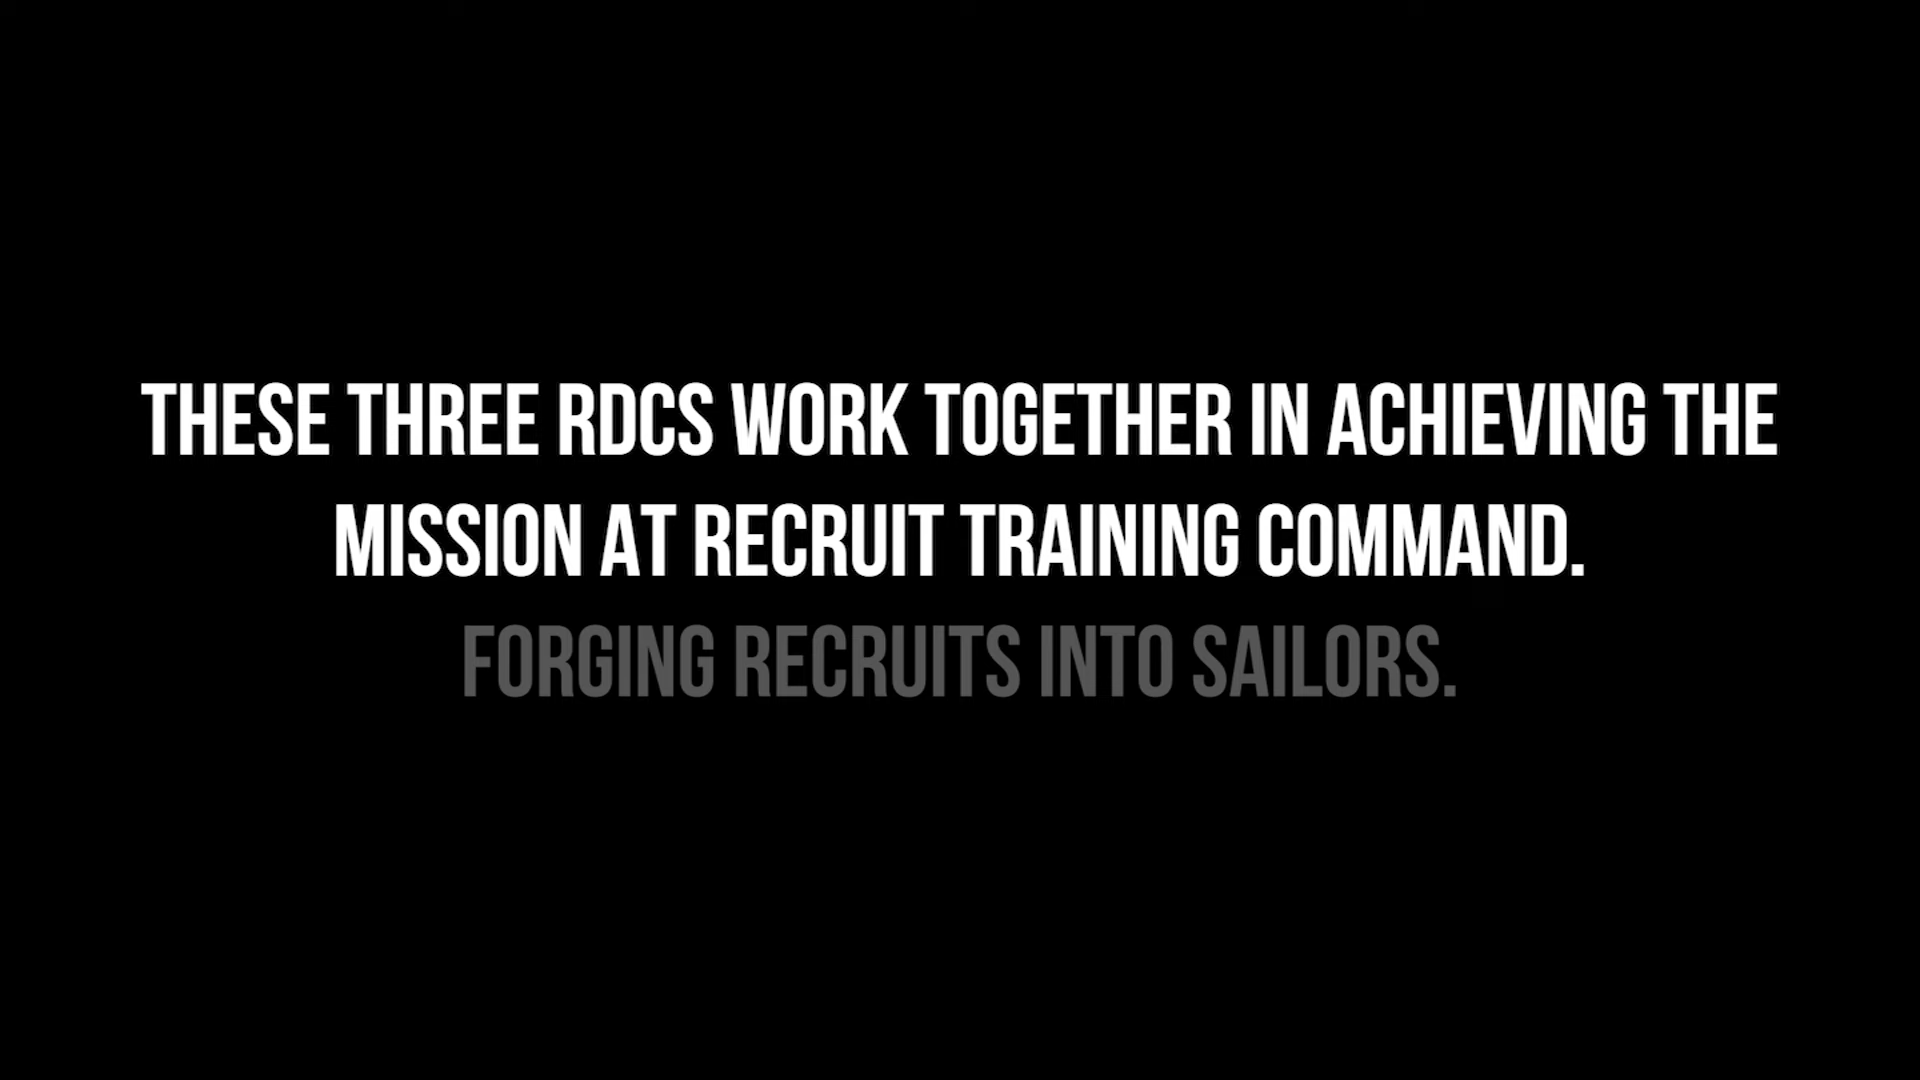 THESE THREE RDCS WORK TOGETHER IN ACHIEVING THE
MISSION AT RECRUIT TRAINING COMMAND.
FORGING RECRUITS INTO SAILORS.